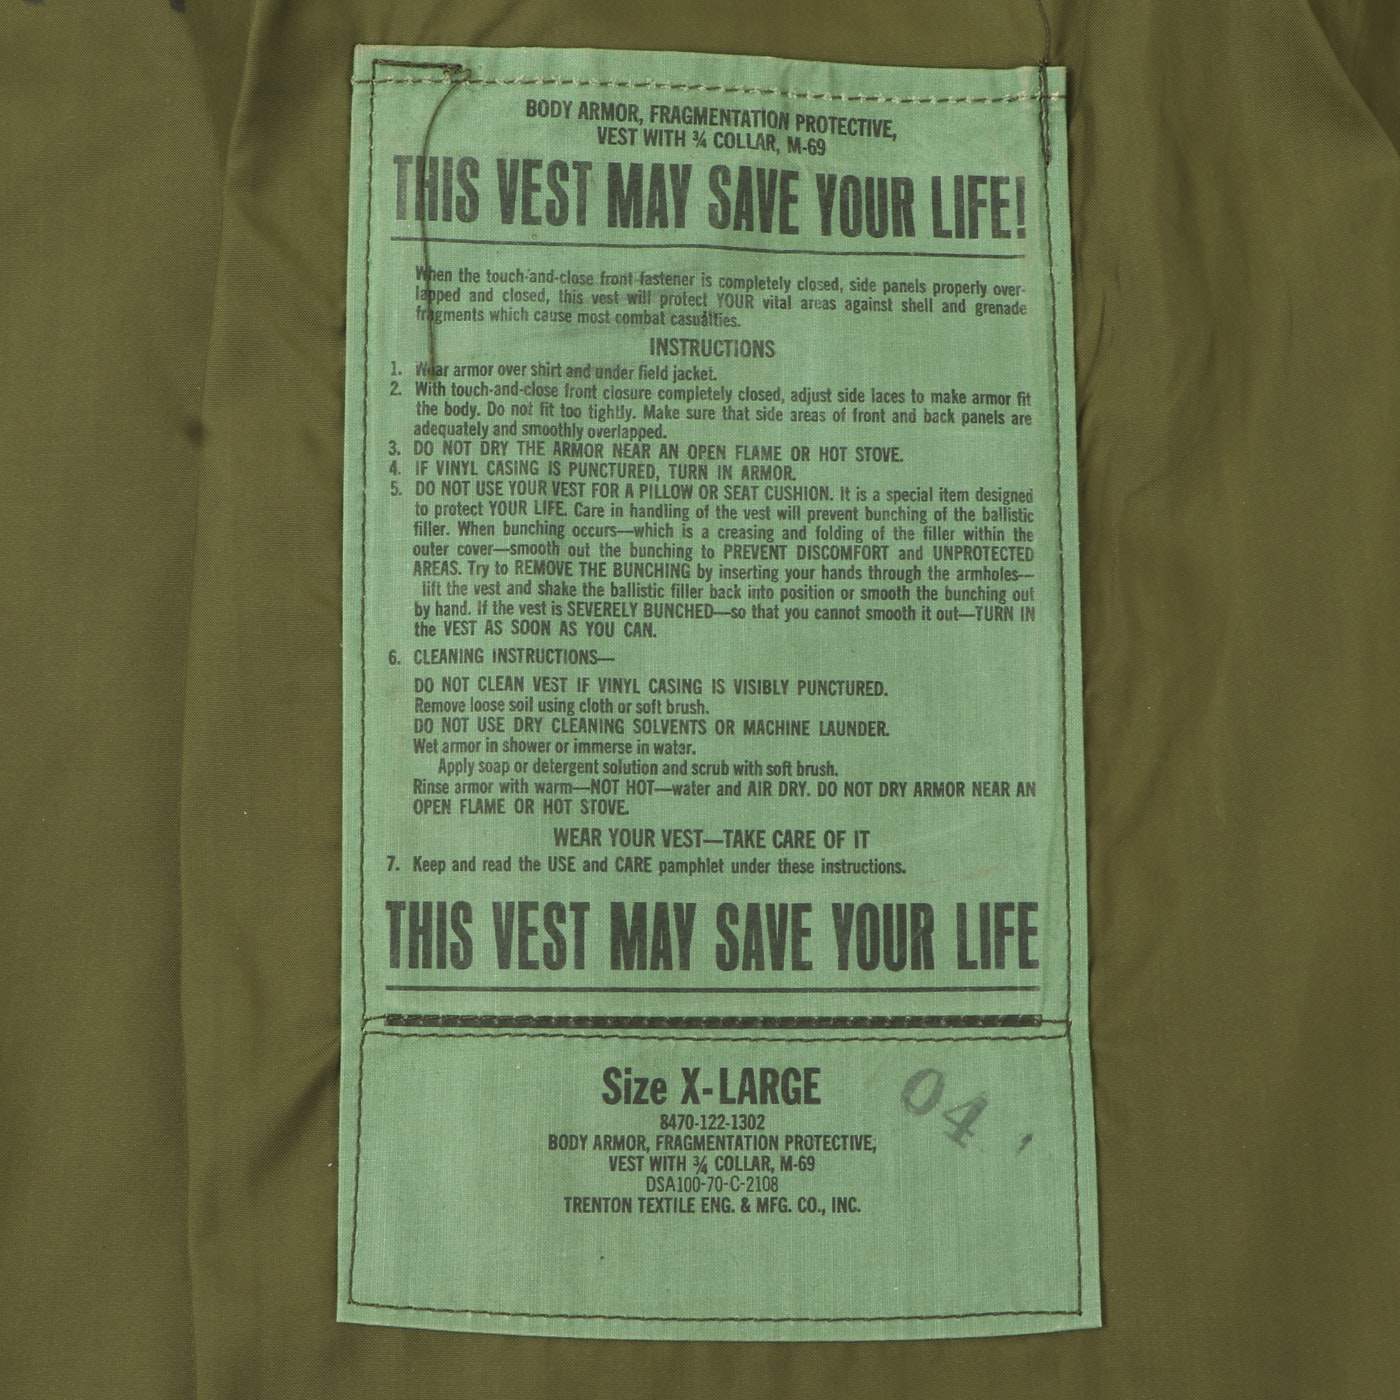 BODY ARMOR, FRAGMENTATION PROTECTIVE,
VEST WITH ¾ COLLAR, M-69
THIS VEST MAY SAVE YOUR LIFE!
When the touch-and-close front fastener is completely closed, side panels properly over-
lapped and closed, this vest will protect YOUR vital areas against shell and grenade
fragments which cause most combat casualties.
INSTRUCTIONS
1. Wear armor over shirt and under field jacket.
2. With touch-and-close front closure completely closed, adjust side laces to make armor fit
the body. Do not fit too tightly. Make sure that side areas of front and back panels are
adequately and smoothly overlapped.
3. DO NOT DRY THE ARMOR NEAR AN OPEN FLAME OR HOT STOVE.
4. IF VINYL CASING IS PUNCTURED, TURN IN ARMOR.
5. DO NOT USE YOUR VEST FOR A PILLOW OR SEAT CUSHION. It is a special item designed
to protect YOUR LIFE. Care in handling of the vest will prevent bunching of the ballistic
filler. When bunching occurs—which is a creasing and folding of the filler within the
outer cover—smooth out the bunching to PREVENT DISCOMFORT and UNPROTECTED
AREAS. Try to REMOVE THE BUNCHING by inserting your hands through the armholes—
lift the vest and shake the ballistic filler back into position or smooth the bunching out
by hand. If the vest is SEVERELY BUNCHED—so that you cannot smooth it out—TURN IN
the VEST AS SOON AS YOU CAN.
6. CLEANING INSTRUCTIONS—
DO NOT CLEAN VEST IF VINYL CASING IS VISIBLY PUNCTURED.
Remove loose soil using cloth or soft brush.
DO NOT USE DRY CLEANING SOLVENTS OR MACHINE LAUNDER.
Wet armor in shower or immerse in water.
Apply soap or detergent solution and scrub with soft brush.
Rinse armor with warm—NOT HOT—water and AIR DRY. DO NOT DRY ARMOR NEAR AN
OPEN FLAME OR HOT STOVE.
WEAR YOUR VEST—TAKE CARE OF IT
7. Keep and read the USE and CARE pamphlet under these instructions.
THIS VEST MAY SAVE YOUR LIFE
Size X-LARGE
04
8470-122-1302
BODY ARMOR, FRAGMENTATION PROTECTIVE,
VEST WITH ¾ COLLAR, M-69
DSA100-70-C-2108
TRENTON TEXTILE ENG. & MFG. CO., INC.